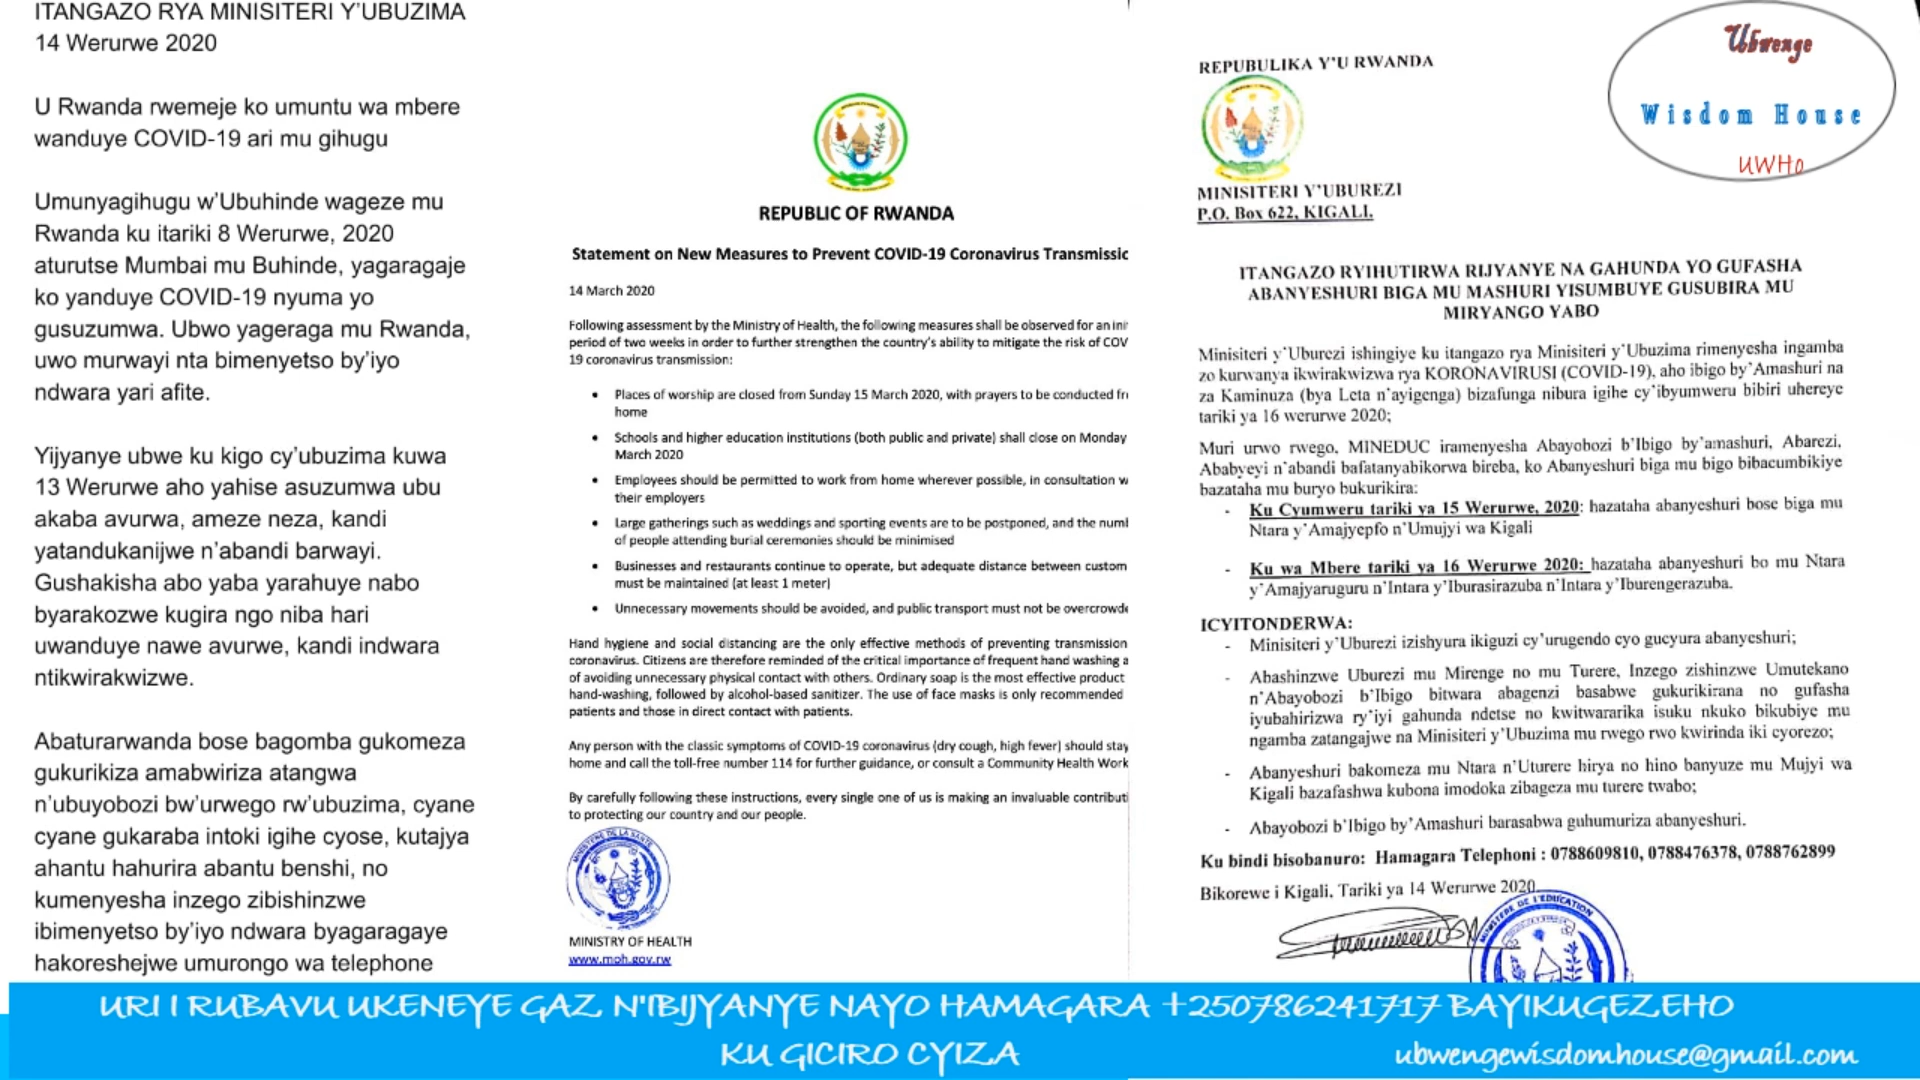 ITANGAZO RYA MINISITERI Y'UBUZIMA
14 Werurwe 2020
U Rwanda rwemeje ko umuntu wa mbere
wanduye COVID-19 ari mu gihugu
Umunyagihugu w'Ubuhinde wageze mu
Rwanda ku itariki 8 Werurwe, 2020
aturutse Mumbai mu Buhinde, yagaragaje
ko yanduye COVID-19 nyuma yo
gusuzumwa. Ubwo yageraga mu Rwanda,
uwo murwayi nta bimenyetso by'iyo
ndwara yari afite.
Yijyanye ubwe ku kigo cy'ubuzima kuwa
13 Werurwe aho yahise asuzumwa ubu
akaba avurwa, ameze neza, kandi
yatandukanijwe n'abandi barwayi.
Gushakisha abo yaba yarahuye nabo
byarakozwe kugira ngo niba hari
uwanduye nawe avurwe, kandi indwara
ntikwirakwizwe.
Abaturarwanda bose bagomba gukomeza
gukurikiza amabwiriza atangwa
n'ubuyobozi bw'urwego rw'ubuzima, cyane
cyane gukaraba intoki igihe cyose, kutajya
ahantu hahurira abantu benshi, no
kumenyesha inzego zibishinzwe
ibimenyetso by'iyo ndwara byagaragaye
hakoreshejwe umurongo wa telephone
REPUBLIC OF RWANDA
Statement on New Measures to Prevent COVID-19 Coronavirus Transmissio
14 March 2020
Following assessment by the Ministry of Health, the following measures shall be observed for an ini
period of two weeks in order to further strengthen the country's ability to mitigate the risk of COV
19 coronavirus transmission:
• Places of worship are closed from Sunday 15 March 2020, with prayers to be conducted fr
home
• Schools and higher education institutions (both public and private) shall close on Monday
March 2020
• Employees should be permitted to work from home wherever possible, in consultation w
their employers
• Large gatherings such as weddings and sporting events are to be postponed, and the num
of people attending burial ceremonies should be minimised
• Businesses and restaurants continue to operate, but adequate distance between custom
must be maintained (at least 1 meter)
• Unnecessary movements should be avoided, and public transport must not be overcrowde
Hand hygiene and social distancing are the only effective methods of preventing transmission
coronavirus. Citizens are therefore reminded of the critical importance of frequent hand washing a
of avoiding unnecessary physical contact with others. Ordinary soap is the most effective product
hand-washing, followed by alcohol-based sanitizer. The use of face masks is only recommended
patients and those in direct contact with patients.
Any person with the classic symptoms of COVID-19 coronavirus (dry cough, high fever) should stay
home and call the toll-free number 114 for further guidance, or consult a Community Health Work
By carefully following these instructions, every single one of us is making an invaluable contributi
to protecting our country and our people.
MINISTERE DE LA SANTE
MINISTRY OF HEALTH
www.moh.gov.rw
REPUBULIKA Y'U RWANDA
MINISITERI Y'UBUREZI
P.O. Box 622, KIGALI.
ITANGAZO RYIHUTIRWA RIJYANYE NA GAHUNDA YO GUFASHA
ABANYESHURI BIGA MU MASHURI YISUMBUYE GUSUBIRA MU
MIRYANGO YABO
Minisiteri y'Uburezi ishingiye ku itangazo rya Minisiteri y'Ubuzima rimenyesha ingamba
zo kurwanya ikwirakwizwa rya KORONAVIRUSI (COVID-19), aho ibigo by'Amashuri na
za Kaminuza (bya Leta n'ayigenga) bizafunga nibura igihe cy'ibyumweru bibiri uhereye
tariki ya 16 werurwe 2020;
Muri urwo rwego, MINEDUC iramenyesha Abayobozi b'Ibigo by'amashuri, Abarezi,
Ababyeyi n'abandi bafatanyabikorwa bireba, ko Abanyeshuri biga mu bigo bibacumbikiye
bazataha mu buryo bukurikira:
- Ku Cyumweru tariki ya 15 Werurwe, 2020: hazataha abanyeshuri bose biga mu
Ntara y'Amajyepfo n'Umujyi wa Kigali
- Ku wa Mbere tariki ya 16 Werurwe 2020: hazataha abanyeshuri bo mu Ntara
y'Amajyaruguru n'Intara y'Iburasirazuba n'Intara y'Iburengerazuba.
ICYITONDERWA:
- Minisiteri y'Uburezi izishyura ikiguzi cy'urugendo cyo gucyura abanyeshuri;
- Abashinzwe Uburezi mu Mirenge no mu Turere, Inzego zishinzwe Umutekano
n'Abayobozi b'Ibigo bitwara abagenzi basabwe gukurikirana no gufasha
iyubahirizwa ry'iyi gahunda ndetse no kwitwararika isuku nkuko bikubiye mu
ngamba zatangajwe na Minisiteri y'Ubuzima mu rwego rwo kwirinda iki cyorezo;
- Abanyeshuri bakomeza mu Ntara n'Uturere hirya no hino banyuze mu Mujyi wa
Kigali bazafashwa kubona imodoka zibageza mu turere twabo;
- Abayobozi b'Ibigo by'Amashuri barasabwa guhumuriza abanyeshuri.
Ku bindi bisobanuro: Hamagara Telephoni : 0788609810, 0788476378, 0788762899
Bikorewe i Kigali, Tariki ya 14 Werurwe 2020
MINISTERE DE L'EDUCATION
Ubwenge
Wisdom House
UWHo
URI I RUBAVU UKENEYE GAZ N'IBIJYANYE NAYO HAMAGARA +250786241717 BAYIKUGEZEHO
KU GICIRO CYIZA
ubwengewisdomhouse@gmail.com